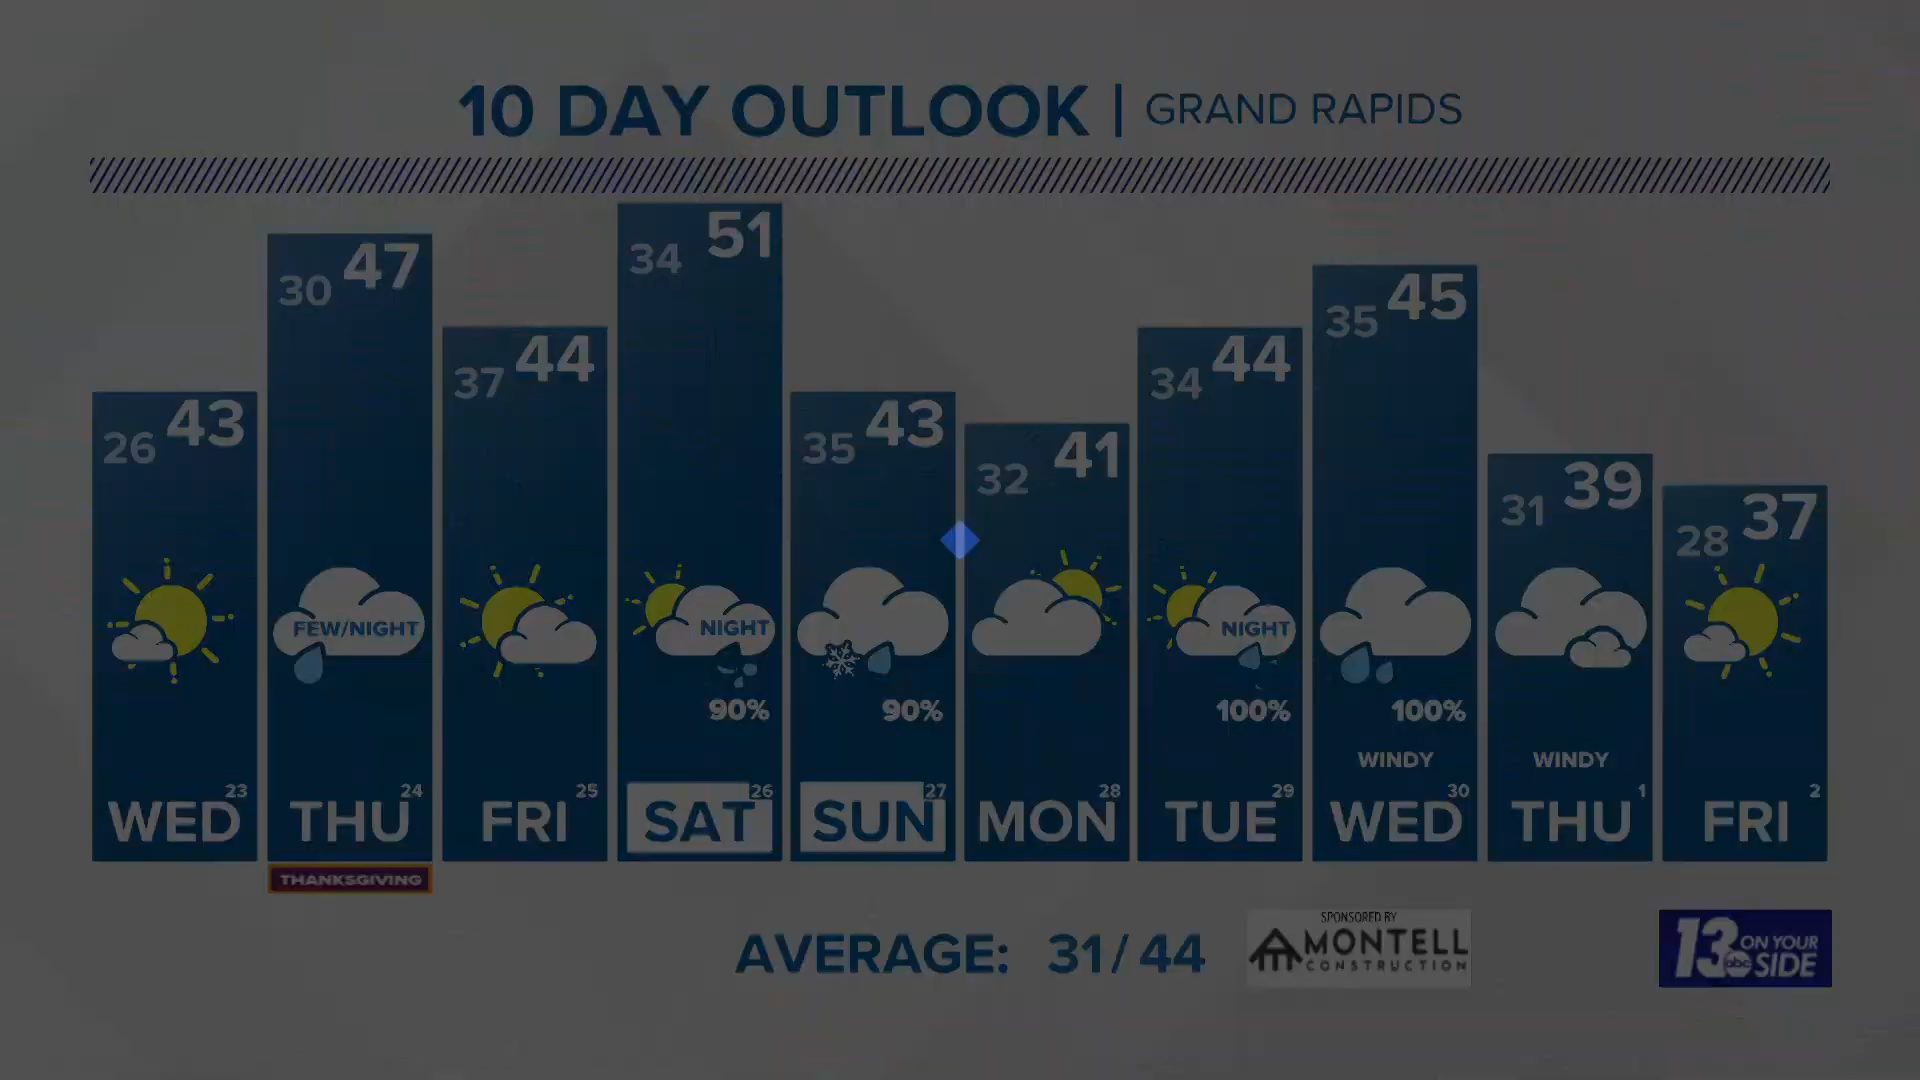 10 DAY OUTLOOK | GRAND RAPIDS
26 43
30 47
37 44
34 51
35 43
32 41
34 44
35 45
31 39
28 37
FEW/NIGHT
NIGHT
NIGHT
90%
90%
100%
100%
WINDY
WINDY
WED 23
THU 24
FRI 25
SAT 26
SUN 27
MON 28
TUE 29
WED 30
THU 1
FRI 2
THANKSGIVING
AVERAGE: 31/44
SPONSORED BY
MONTELL
CONSTRUCTION
13 abc ON YOUR
SIDE